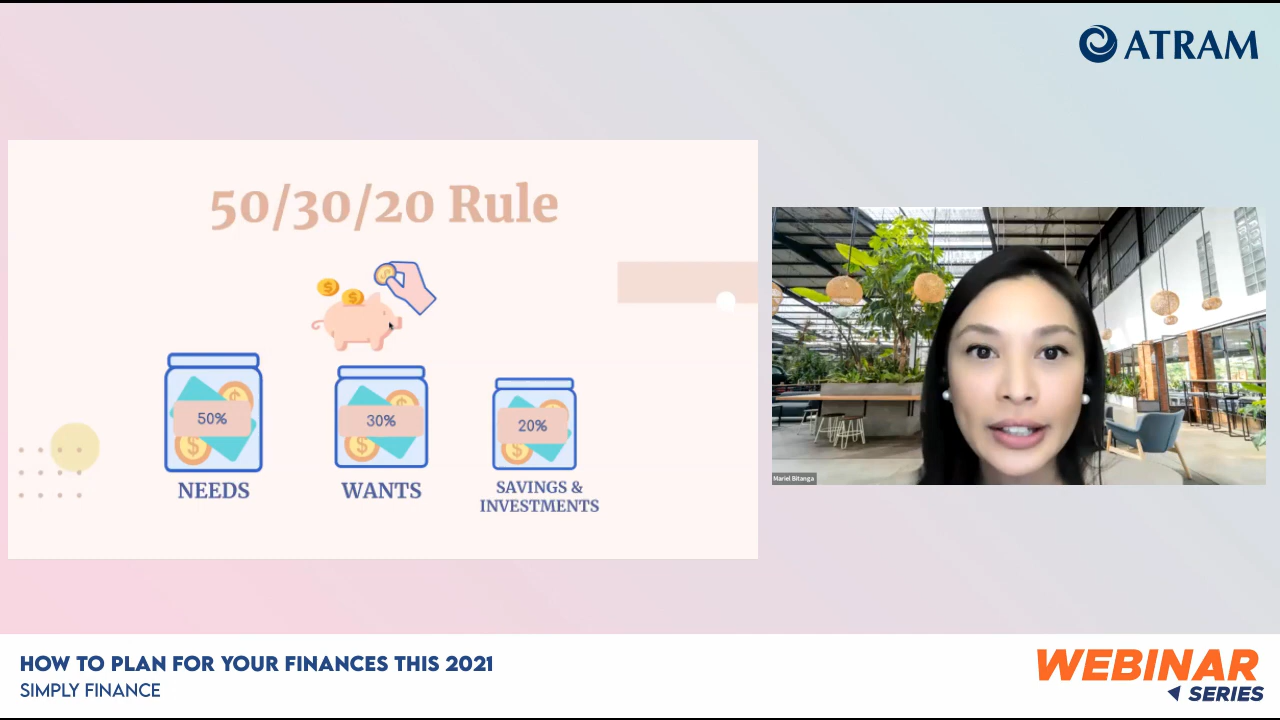 ATRAM
50/30/20 Rule
50%
30%
20%
NEEDS
WANTS
SAVINGS &
INVESTMENTS
Mariel Bitanga
HOW TO PLAN FOR YOUR FINANCES THIS 2021
SIMPLY FINANCE
WEBINAR
SERIES